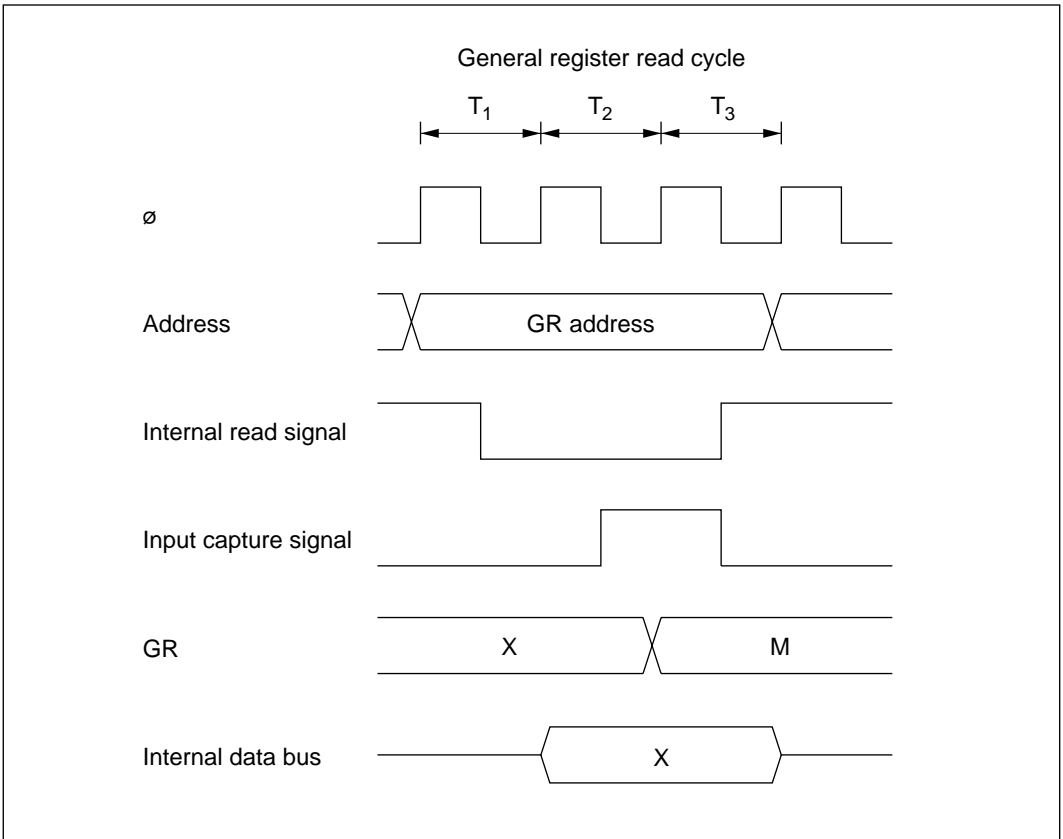 General register read cycle
T1 T2 T3
ø
Address GR address
Internal read signal
Input capture signal
GR X M
Internal data bus X